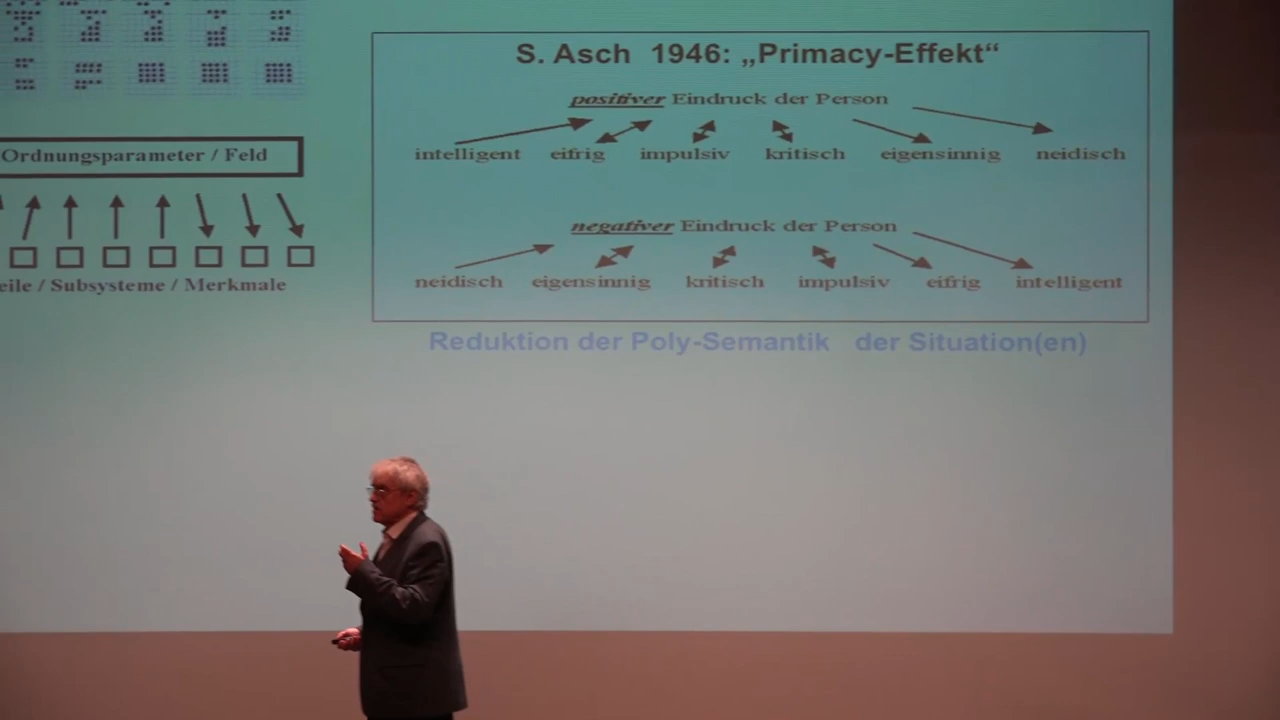 S. Asch 1946: „Primacy-Effekt“
positiver Eindruck der Person
intelligent eifrig impulsiv kritisch eigensinnig neidisch
negativer Eindruck der Person
neidisch eigensinnig kritisch impulsiv eifrig intelligent
Reduktion der Poly-Semantik der Situation(en)
Ordnungsparameter / Feld
eile / Subsysteme / Merkmale